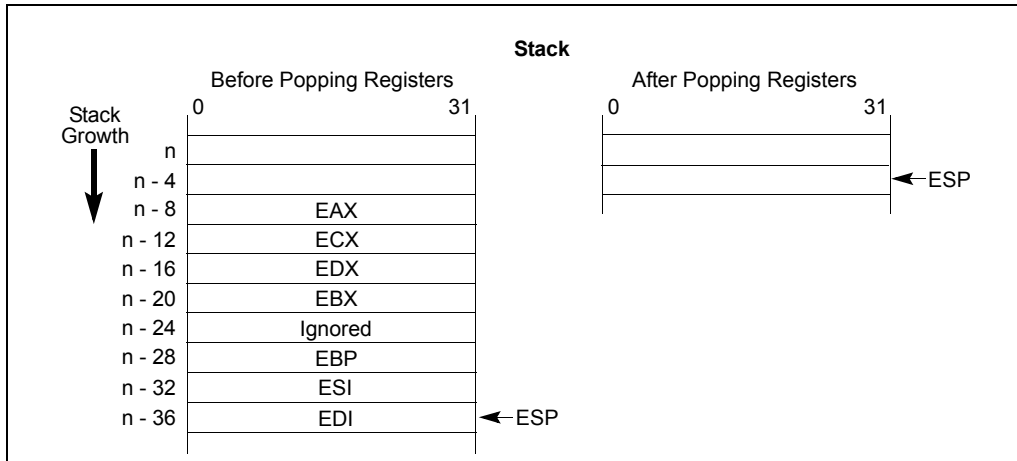 Stack
Before Popping Registers After Popping Registers
0 31 0 31
Stack
Growth
n
n - 4 ESP
n - 8 EAX
n - 12 ECX
n - 16 EDX
n - 20 EBX
n - 24 Ignored
n - 28 EBP
n - 32 ESI
n - 36 EDI ESP